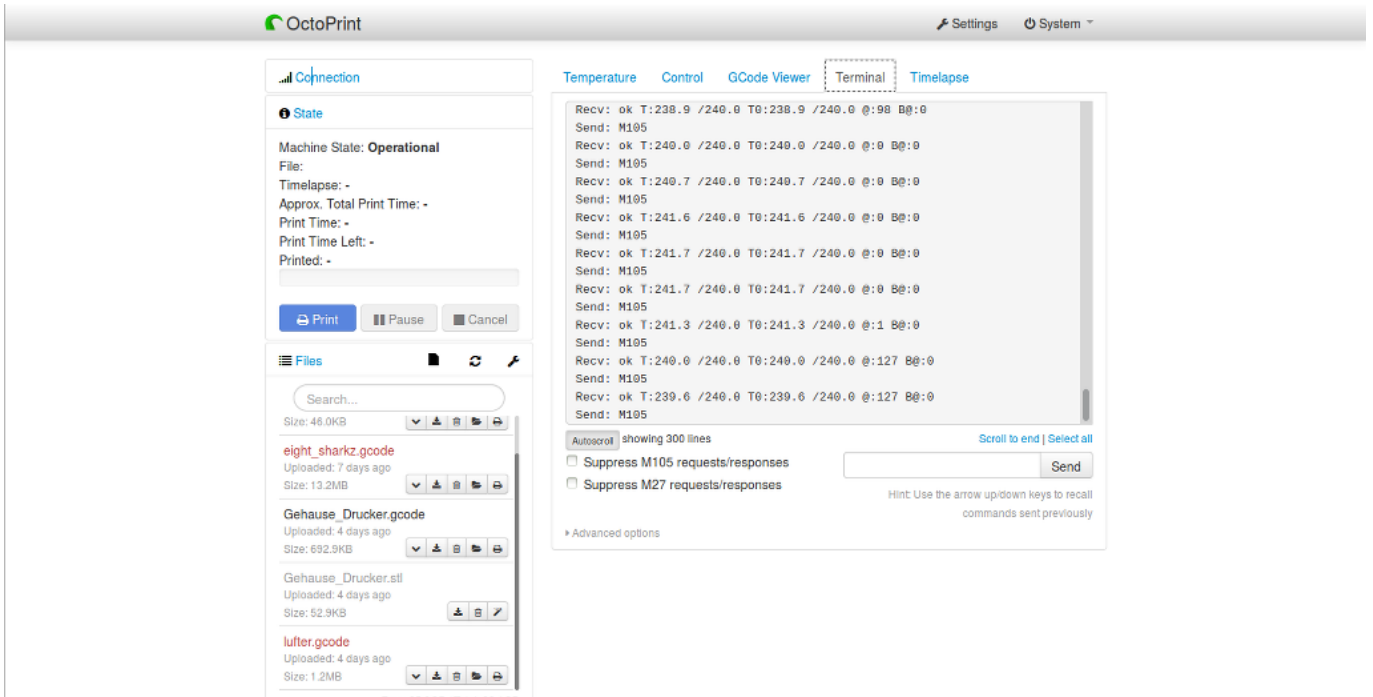 OctoPrint
Settings
System
Connection
State
Machine State: Operational
File:
Timelapse: -
Approx. Total Print Time: -
Print Time: -
Print Time Left: -
Printed: -
Print
Pause
Cancel
Files
Search...
Size: 46.0KB
eight_sharkz.gcode
Uploaded: 7 days ago
Size: 13.2MB
Gehause_Drucker.gcode
Uploaded: 4 days ago
Size: 692.9KB
Gehause_Drucker.stl
Uploaded: 4 days ago
Size: 52.9KB
lufter.gcode
Uploaded: 4 days ago
Size: 1.2MB
Temperature
Control
GCode Viewer
Terminal
Timelapse
Recv: ok T:238.9 /240.0 T0:238.9 /240.0 @:98 B@:0
Send: M105
Recv: ok T:240.0 /240.0 T0:240.0 /240.0 @:0 B@:0
Send: M105
Recv: ok T:240.7 /240.0 T0:240.7 /240.0 @:0 B@:0
Send: M105
Recv: ok T:241.6 /240.0 T0:241.6 /240.0 @:0 B@:0
Send: M105
Recv: ok T:241.7 /240.0 T0:241.7 /240.0 @:0 B@:0
Send: M105
Recv: ok T:241.7 /240.0 T0:241.7 /240.0 @:0 B@:0
Send: M105
Recv: ok T:241.3 /240.0 T0:241.3 /240.0 @:1 B@:0
Send: M105
Recv: ok T:240.0 /240.0 T0:240.0 /240.0 @:127 B@:0
Send: M105
Recv: ok T:239.6 /240.0 T0:239.6 /240.0 @:127 B@:0
Send: M105
Autoscroll showing 300 lines
Scroll to end | Select all
Suppress M105 requests/responses
Suppress M27 requests/responses
Send
Hint: Use the arrow up/down keys to recall
commands sent previously
Advanced options